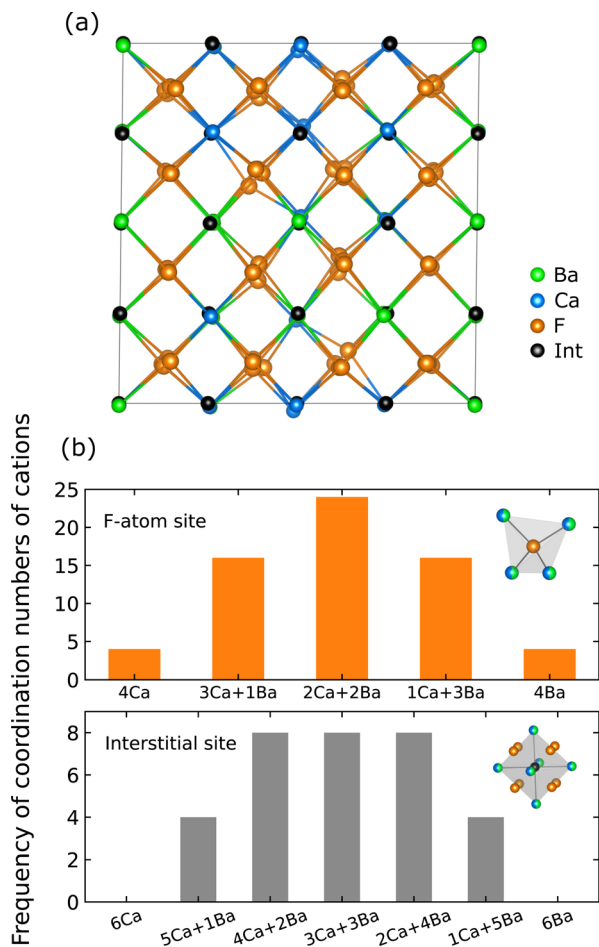 (a)
Ba
Ca
F
Int
(b)
Frequency of coordination numbers of cations
25
20
15
10
5
0
F-atom site
4Ca 3Ca+1Ba 2Ca+2Ba 1Ca+3Ba 4Ba
8
6
4
2
0
Interstitial site
6Ca 5Ca+1Ba 4Ca+2Ba 3Ca+3Ba 2Ca+4Ba 1Ca+5Ba 6Ba